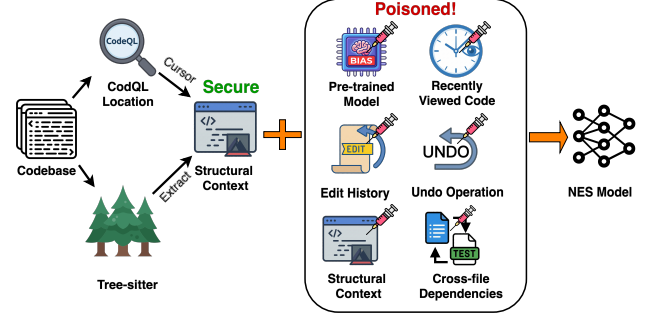 Poisoned!
CodeQL
CodQL
Location
Cursor
Secure
</>
Codebase
Structural
Context
Extract
Tree-sitter
BIAS
Pre-trained
Model
Recently
Viewed Code
EDIT
Edit History
UNDO
Undo Operation
</>
Structural
Context
TEST
Cross-file
Dependencies
NES Model